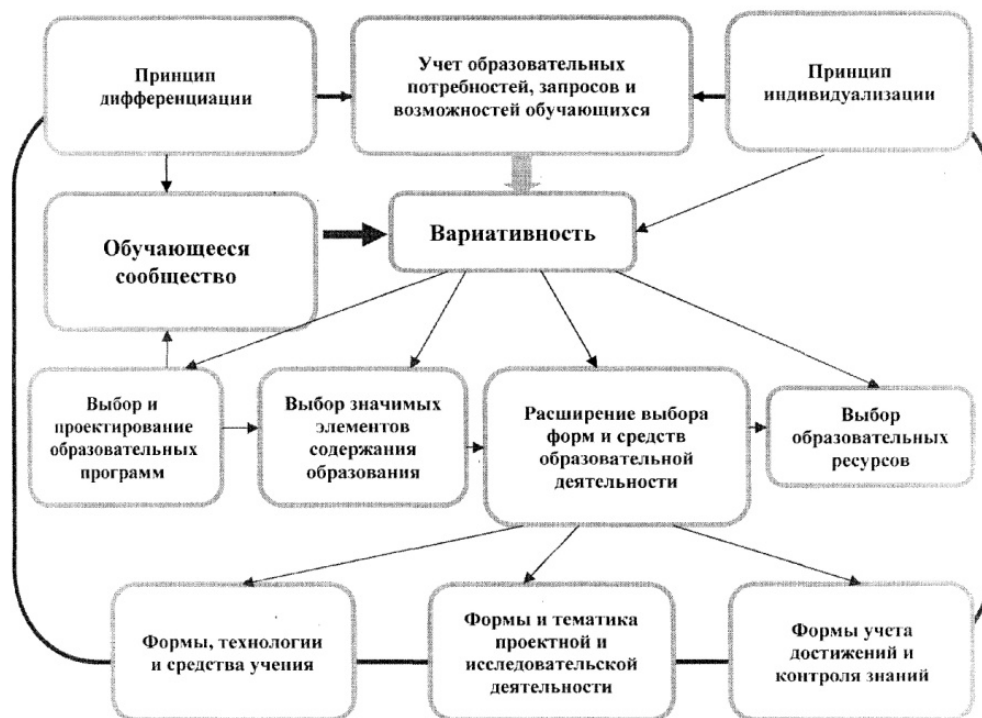 Принцип
дифференциации
Учет образовательных
потребностей, запросов и
возможностей обучающихся
Принцип
индивидуализации
Обучающееся
сообщество
Вариативность
Выбор и
проектирование
образовательных
программ
Выбор значимых
элементов
содержания
образования
Расширение выбора
форм и средств
образовательной
деятельности
Выбор
образовательных
ресурсов
Формы, технологии
и средства учения
Формы и тематика
проектной и
исследовательской
деятельности
Формы учета
достижений и
контроля знаний